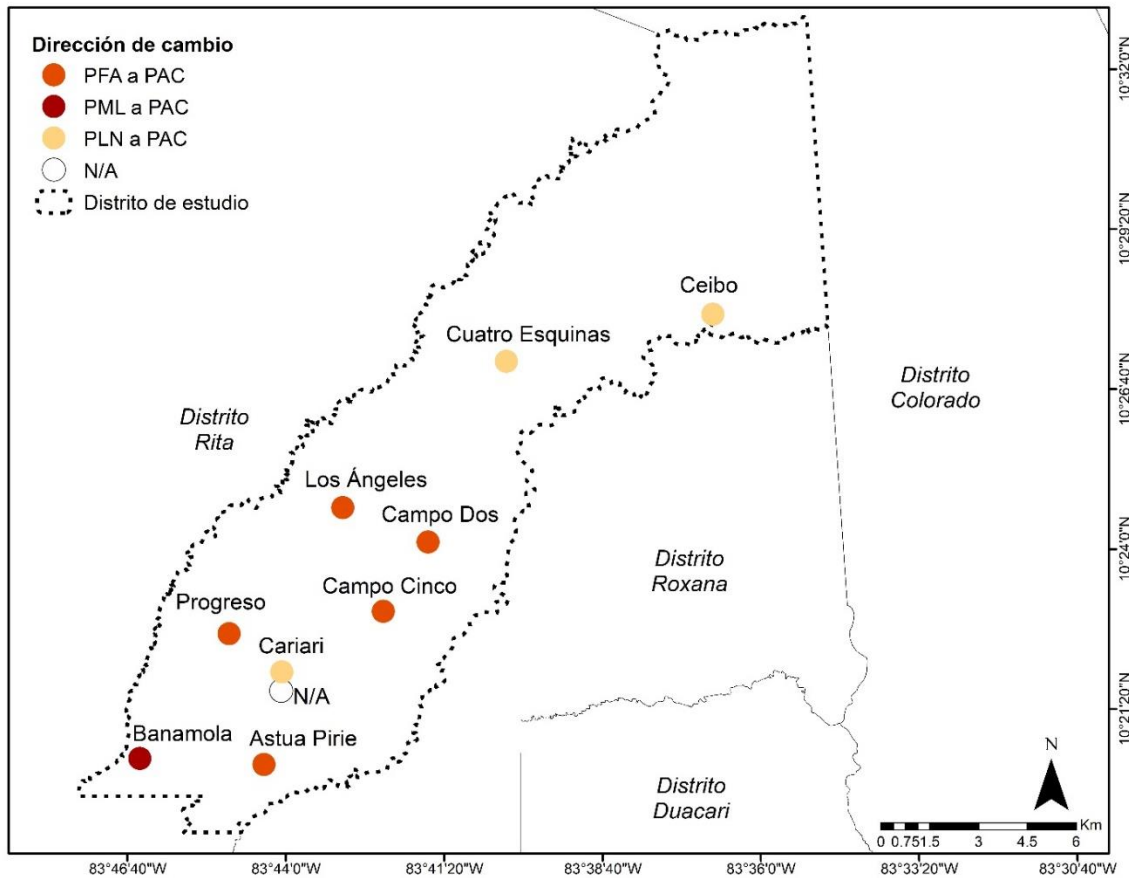 Dirección de cambio
PFA a PAC
PML a PAC
PLN a PAC
N/A
Distrito de estudio
Ceibo
Cuatro Esquinas
Distrito
Colorado
Distrito
Rita
Los Ángeles
Campo Dos
Distrito
Roxana
Campo Cinco
Progreso
Cariari
N/A
Banamola
Astua Pirie
Distrito
Duacari
N
Km
0 0.75 1.5 3 4.5 6
10°32'0"N
10°29'20"N
10°26'40"N
10°24'0"N
10°21'20"N
83°46'40"W
83°44'0"W
83°41'20"W
83°38'40"W
83°36'0"W
83°33'20"W
83°30'40"W